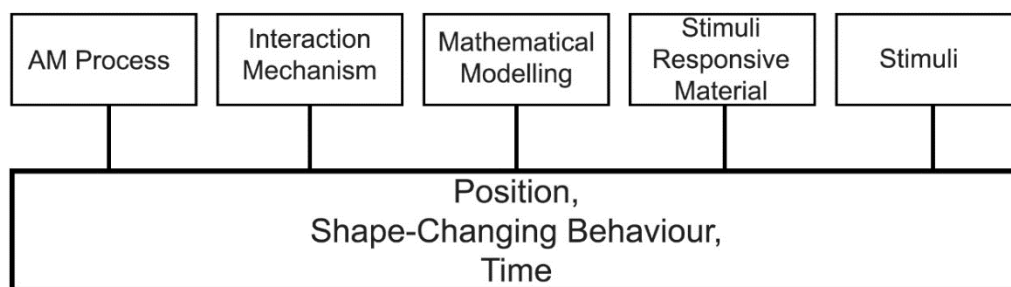 AM Process
Interaction
Mechanism
Mathematical
Modelling
Stimuli
Responsive
Material
Stimuli
Position,
Shape-Changing Behaviour,
Time